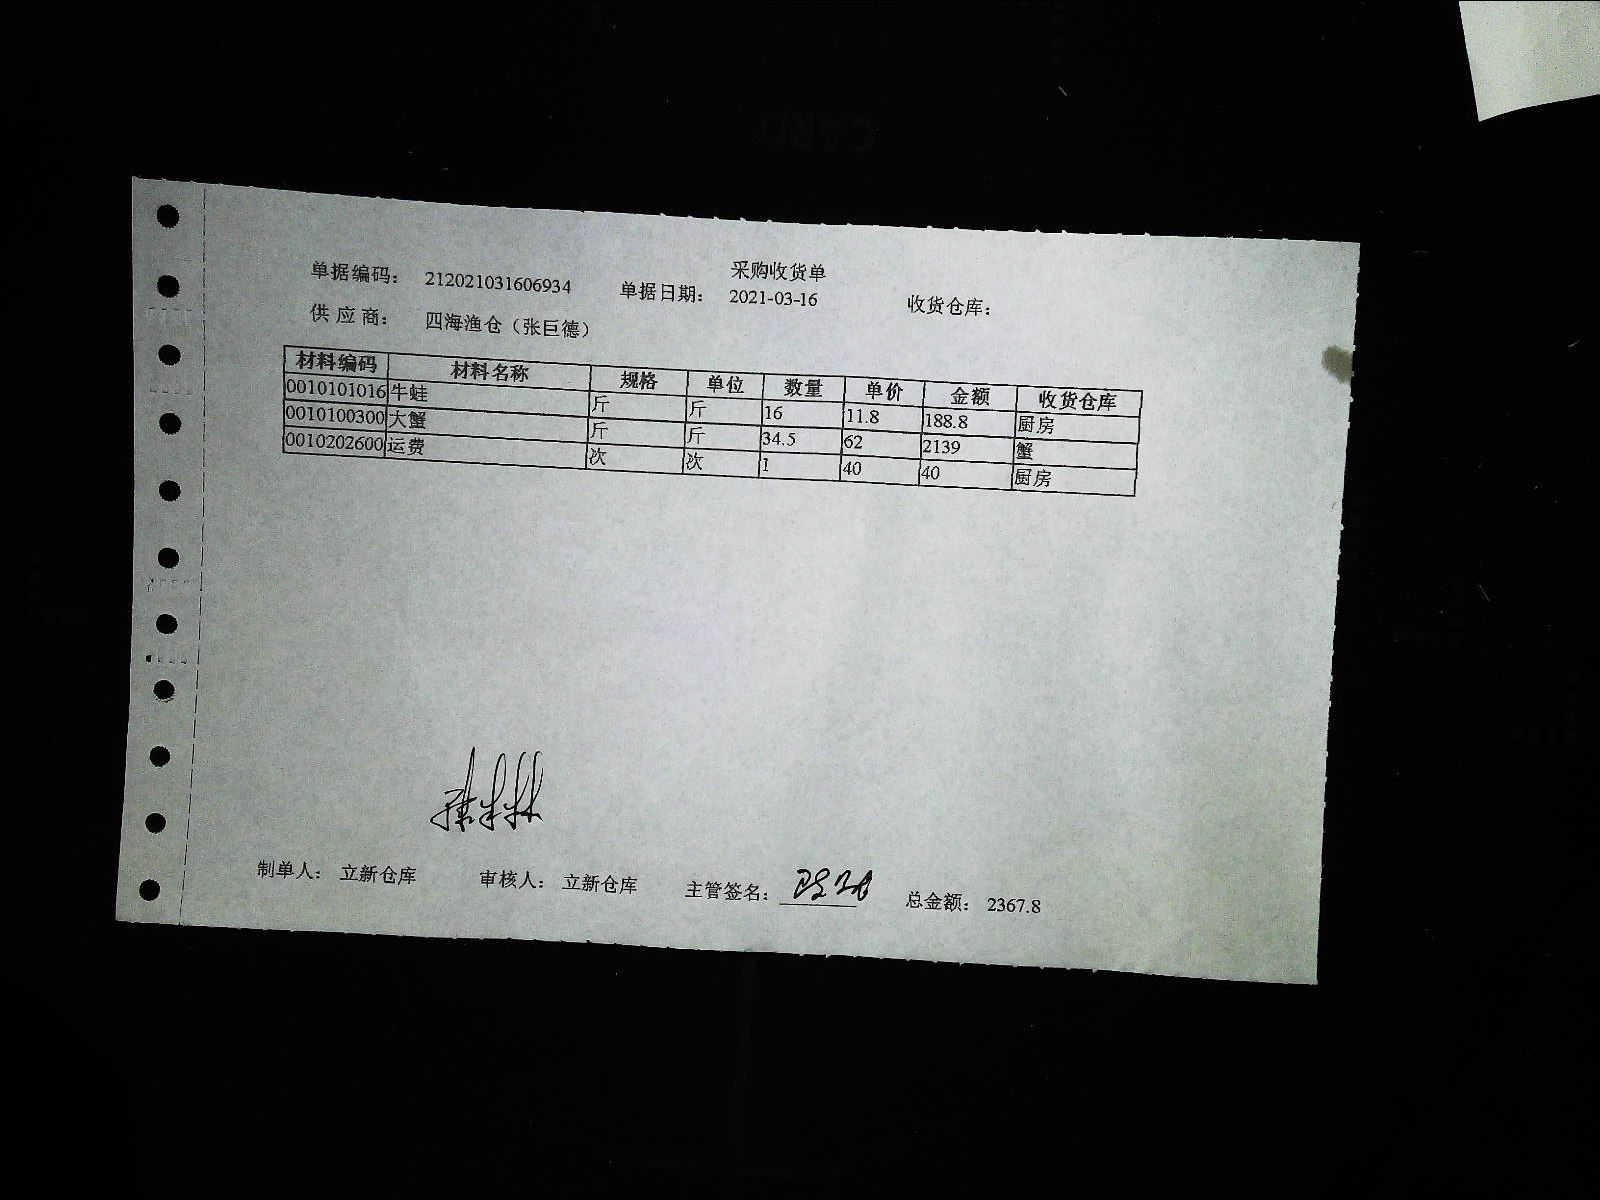 采购收货单
单据编码： 212021031606934 单据日期： 2021-03-16 收货仓库：
供 应 商： 四海渔仓（张巨德）
材料编码 材料名称 规格 单位 数量 单价 金额 收货仓库
0010101016 牛蛙 斤 斤 16 11.8 188.8 厨房
0010100300 大蟹 斤 斤 34.5 62 2139 蟹
0010202600 运费 次 次 1 40 40 厨房
制单人： 立新仓库 审核人： 立新仓库 主管签名： 总金额： 2367.8